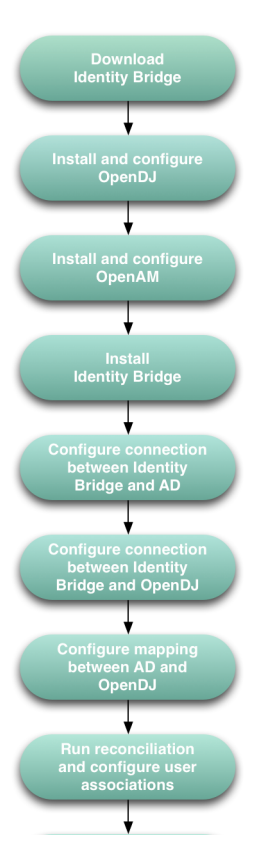 Download
Identity Bridge
Install and configure
OpenDJ
Install and configure
OpenAM
Install
Identity Bridge
Configure connection
between Identity
Bridge and AD
Configure connection
between Identity
Bridge and OpenDJ
Configure mapping
between AD and
OpenDJ
Run reconciliation
and configure user
associations